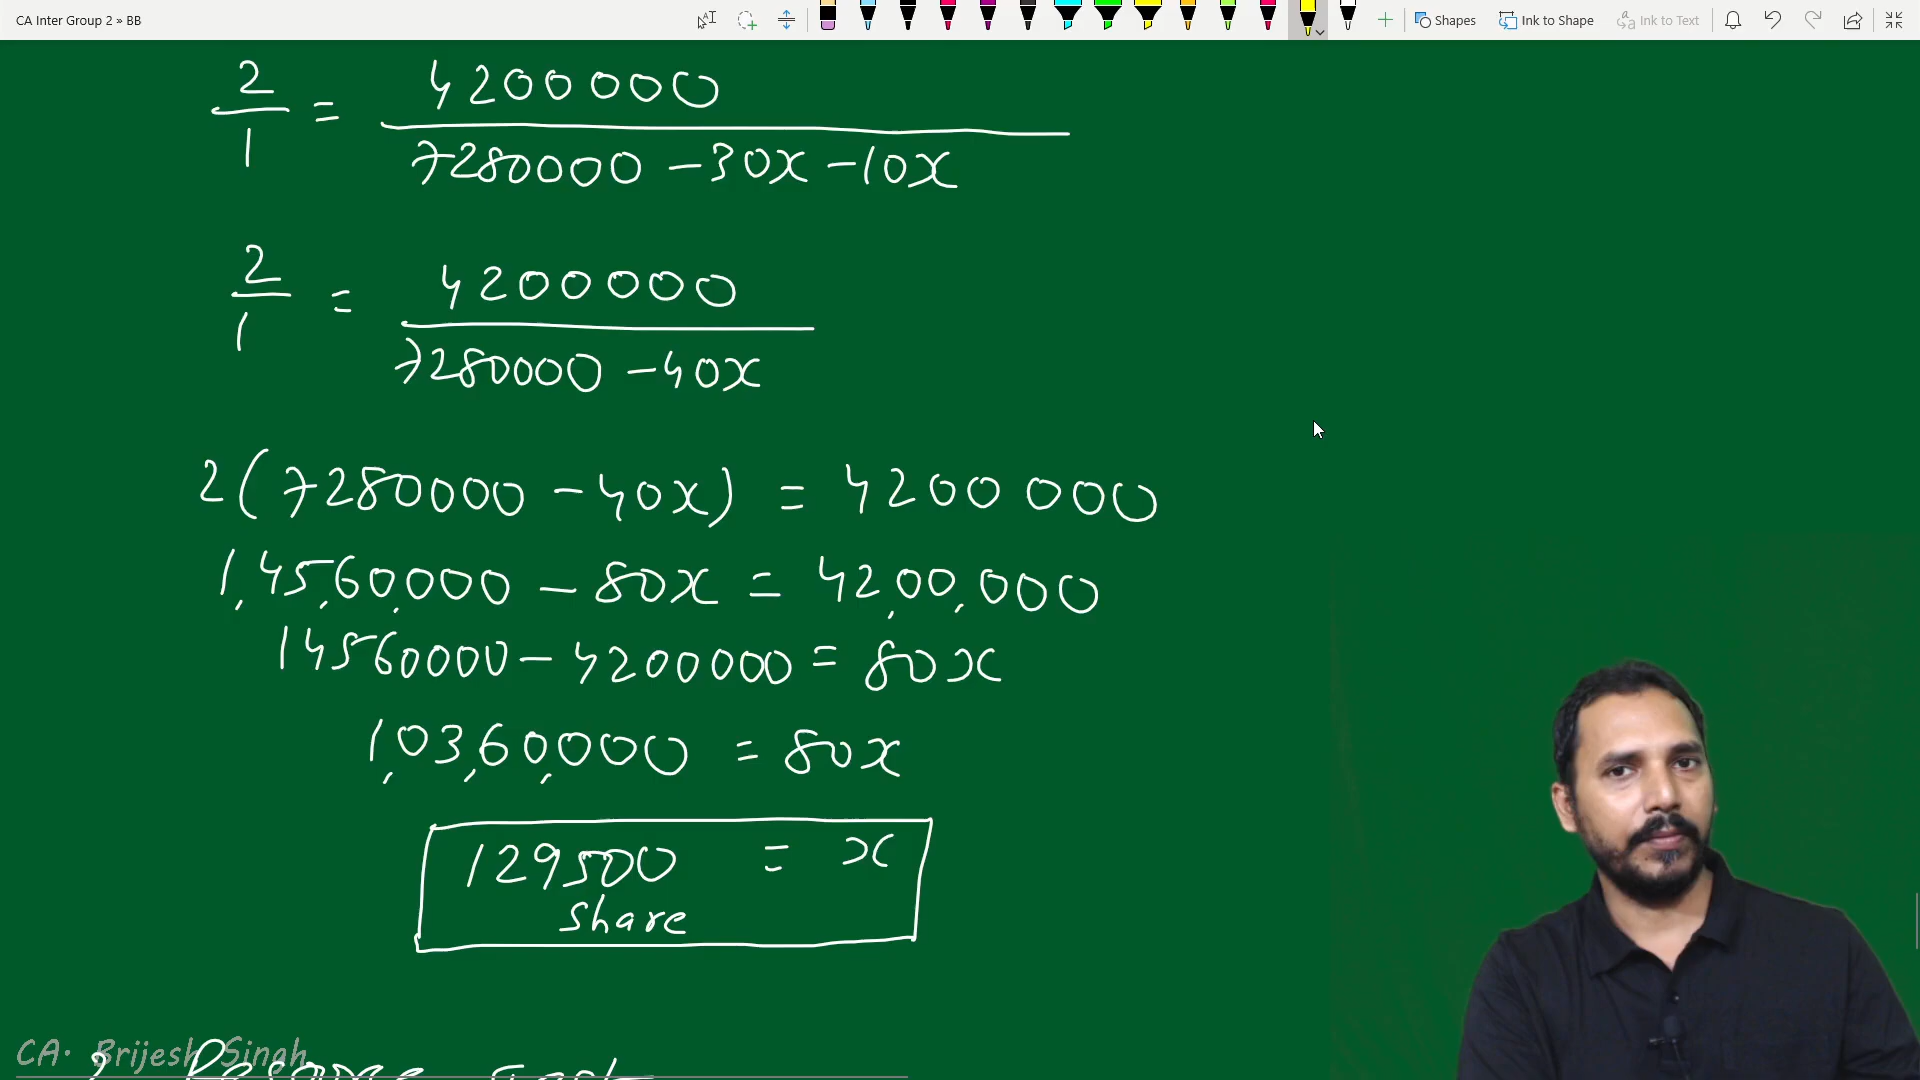 CA Inter Group 2 » BB
Shapes
Ink to Shape
Ink to Text
2/1 = 4200000/7280000 - 30x - 10x
2/1 = 4200000/7280000 - 40x
2(7280000 - 40x) = 4200000
1,45,60,000 - 80x = 42,00,000
14560000 - 4200000 = 80x
1,03,60,000 = 80x
129500 = x
Share
CA. Brijesh Singh